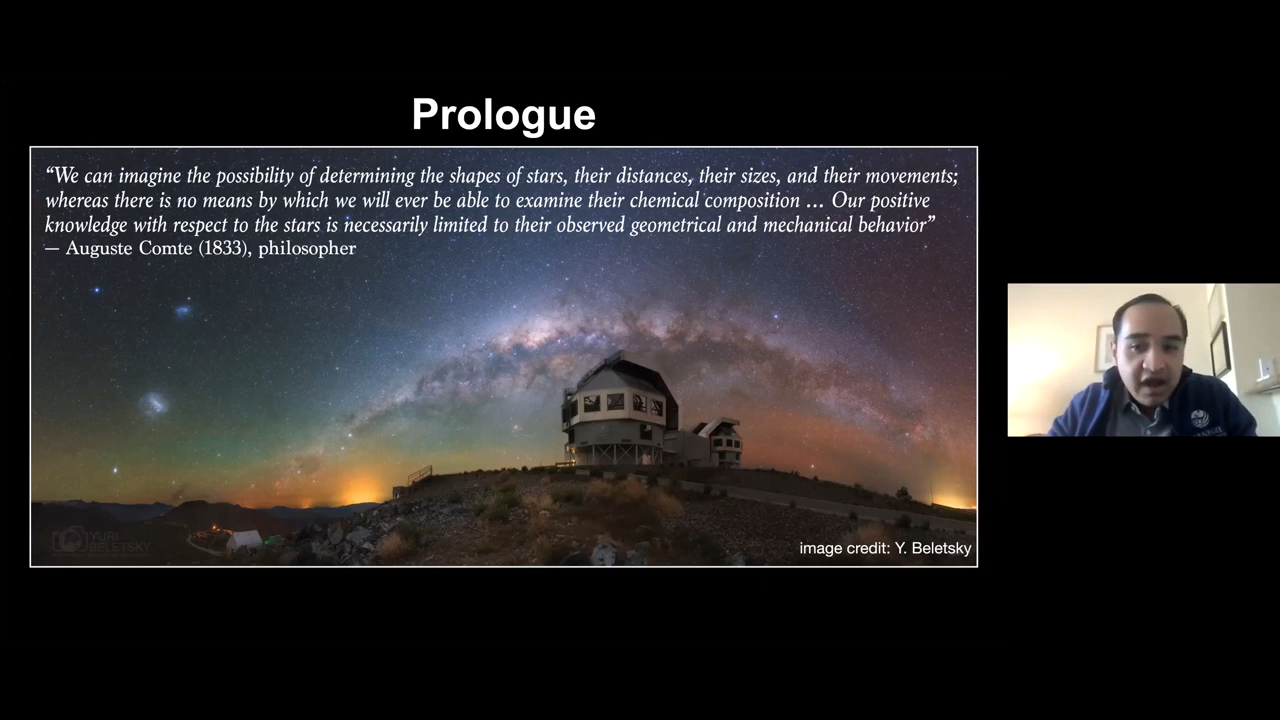 Prologue
“We can imagine the possibility of determining the shapes of stars, their distances, their sizes, and their movements;
whereas there is no means by which we will ever be able to examine their chemical composition ... Our positive
knowledge with respect to the stars is necessarily limited to their observed geometrical and mechanical behavior”
— Auguste Comte (1833), philosopher
YURI
BELETSKY
image credit: Y. Beletsky